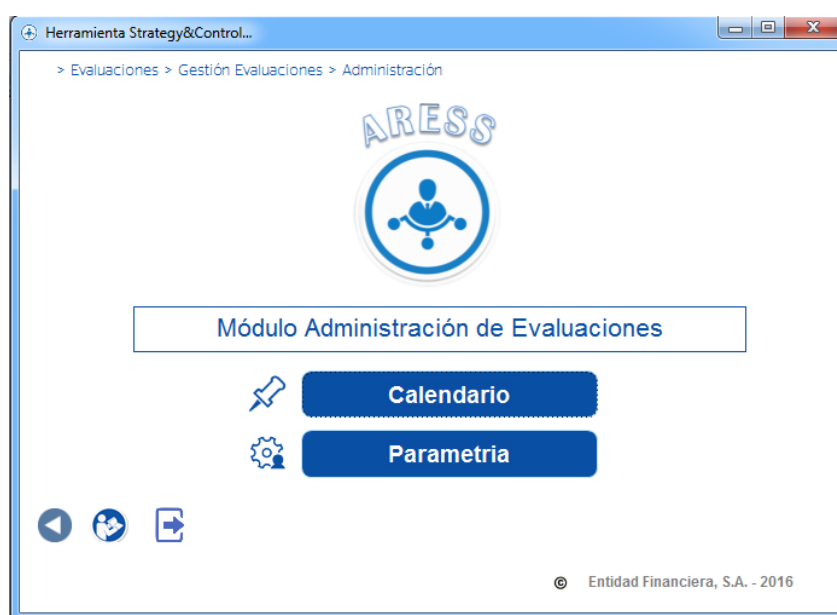 Herramienta Strategy&Control...
> Evaluaciones > Gestión Evaluaciones > Administración
ARESS
Módulo Administración de Evaluaciones
Calendario
Parametria
© Entidad Financiera, S.A. - 2016